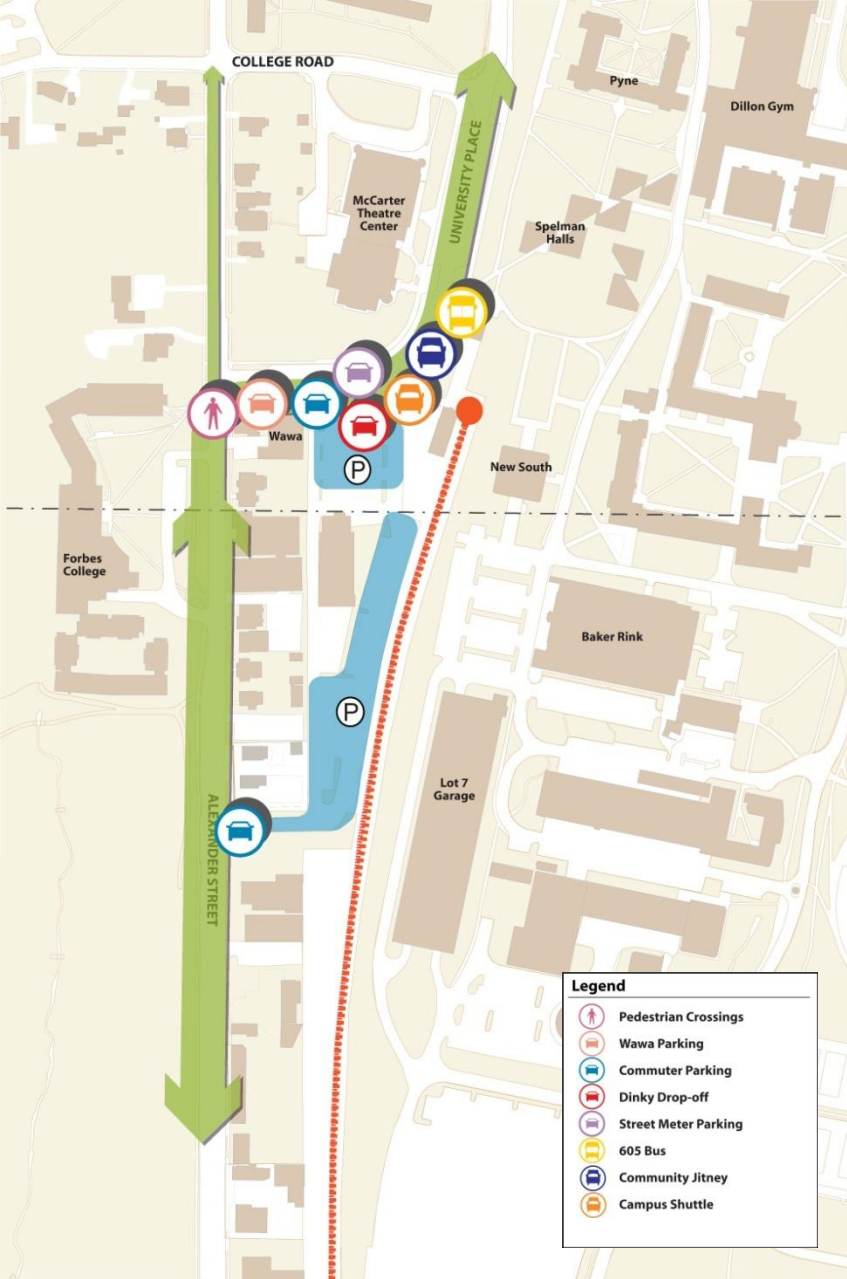 COLLEGE ROAD
Pyne
Dillon Gym
UNIVERSITY PLACE
McCarter
Theatre
Center
Spelman
Halls
Wawa
P
New South
Forbes
College
Baker Rink
P
Lot 7
Garage
ALEXANDER STREET
Legend
Pedestrian Crossings
Wawa Parking
Commuter Parking
Dinky Drop-off
Street Meter Parking
605 Bus
Community Jitney
Campus Shuttle